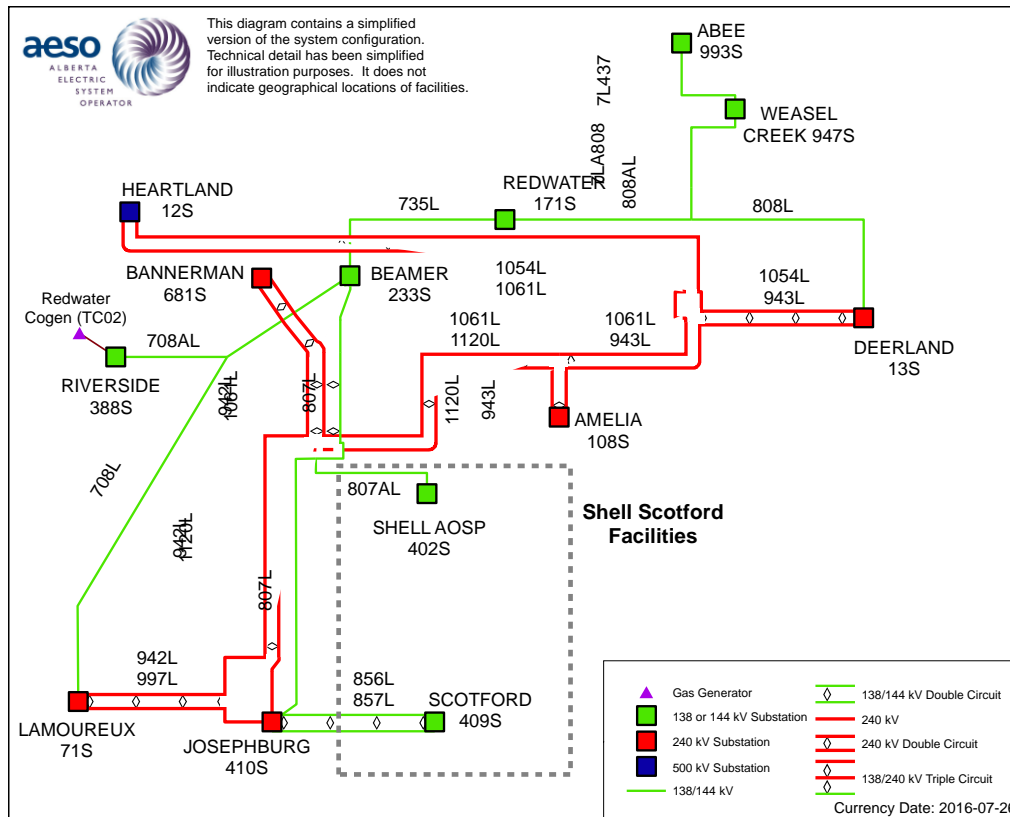 aeso
ALBERTA
ELECTRIC
SYSTEM
OPERATOR
This diagram contains a simplified
version of the system configuration.
Technical detail has been simplified
for illustration purposes. It does not
indicate geographical locations of facilities.
ABEE
993S
7L437
WEASEL
CREEK 947S
7LA808
808AL
HEARTLAND
12S
735L
REDWATER
171S
808L
BANNERMAN
681S
BEAMER
233S
1054L
1061L
1054L
943L
Redwater
Cogen (TC02)
708AL
1061L
1120L
1061L
943L
DEERLAND
13S
RIVERSIDE
388S
942L
1061L
807L
1120L
943L
AMELIA
108S
708L
807AL
SHELL AOSP
402S
Shell Scotford
Facilities
942L
1120L
807L
942L
997L
856L
857L
SCOTFORD
409S
LAMOUREUX
71S
JOSEPHBURG
410S
Gas Generator
138 or 144 kV Substation
240 kV Substation
500 kV Substation
138/144 kV
138/144 kV Double Circuit
240 kV
240 kV Double Circuit
138/240 kV Triple Circuit
Currency Date: 2016-07-26